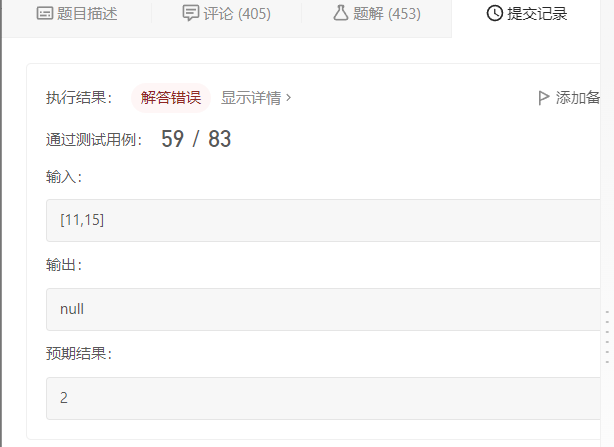 题目描述 评论 (405) 题解 (453) 提交记录
执行结果： 解答错误 显示详情 › 添加备
通过测试用例： 59 / 83
输入：
[11,15]
输出：
null
预期结果：
2